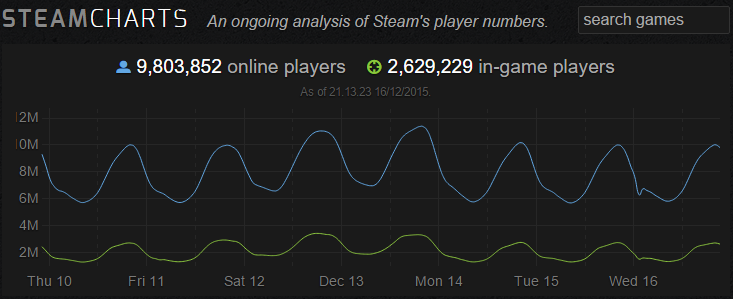 STEAMCHARTS An ongoing analysis of Steam's player numbers. search games
9,803,852 online players 2,629,229 in-game players
As of 21.13.23 16/12/2015.
12M
10M
8M
6M
4M
2M
Thu 10 Fri 11 Sat 12 Dec 13 Mon 14 Tue 15 Wed 16